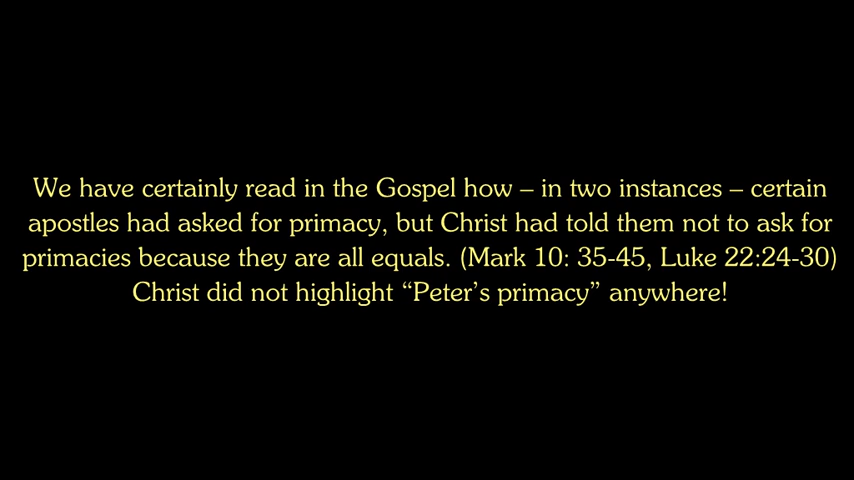 We have certainly read in the Gospel how – in two instances – certain
apostles had asked for primacy, but Christ had told them not to ask for
primacies because they are all equals. (Mark 10: 35-45, Luke 22:24-30)
Christ did not highlight “Peter’s primacy” anywhere!